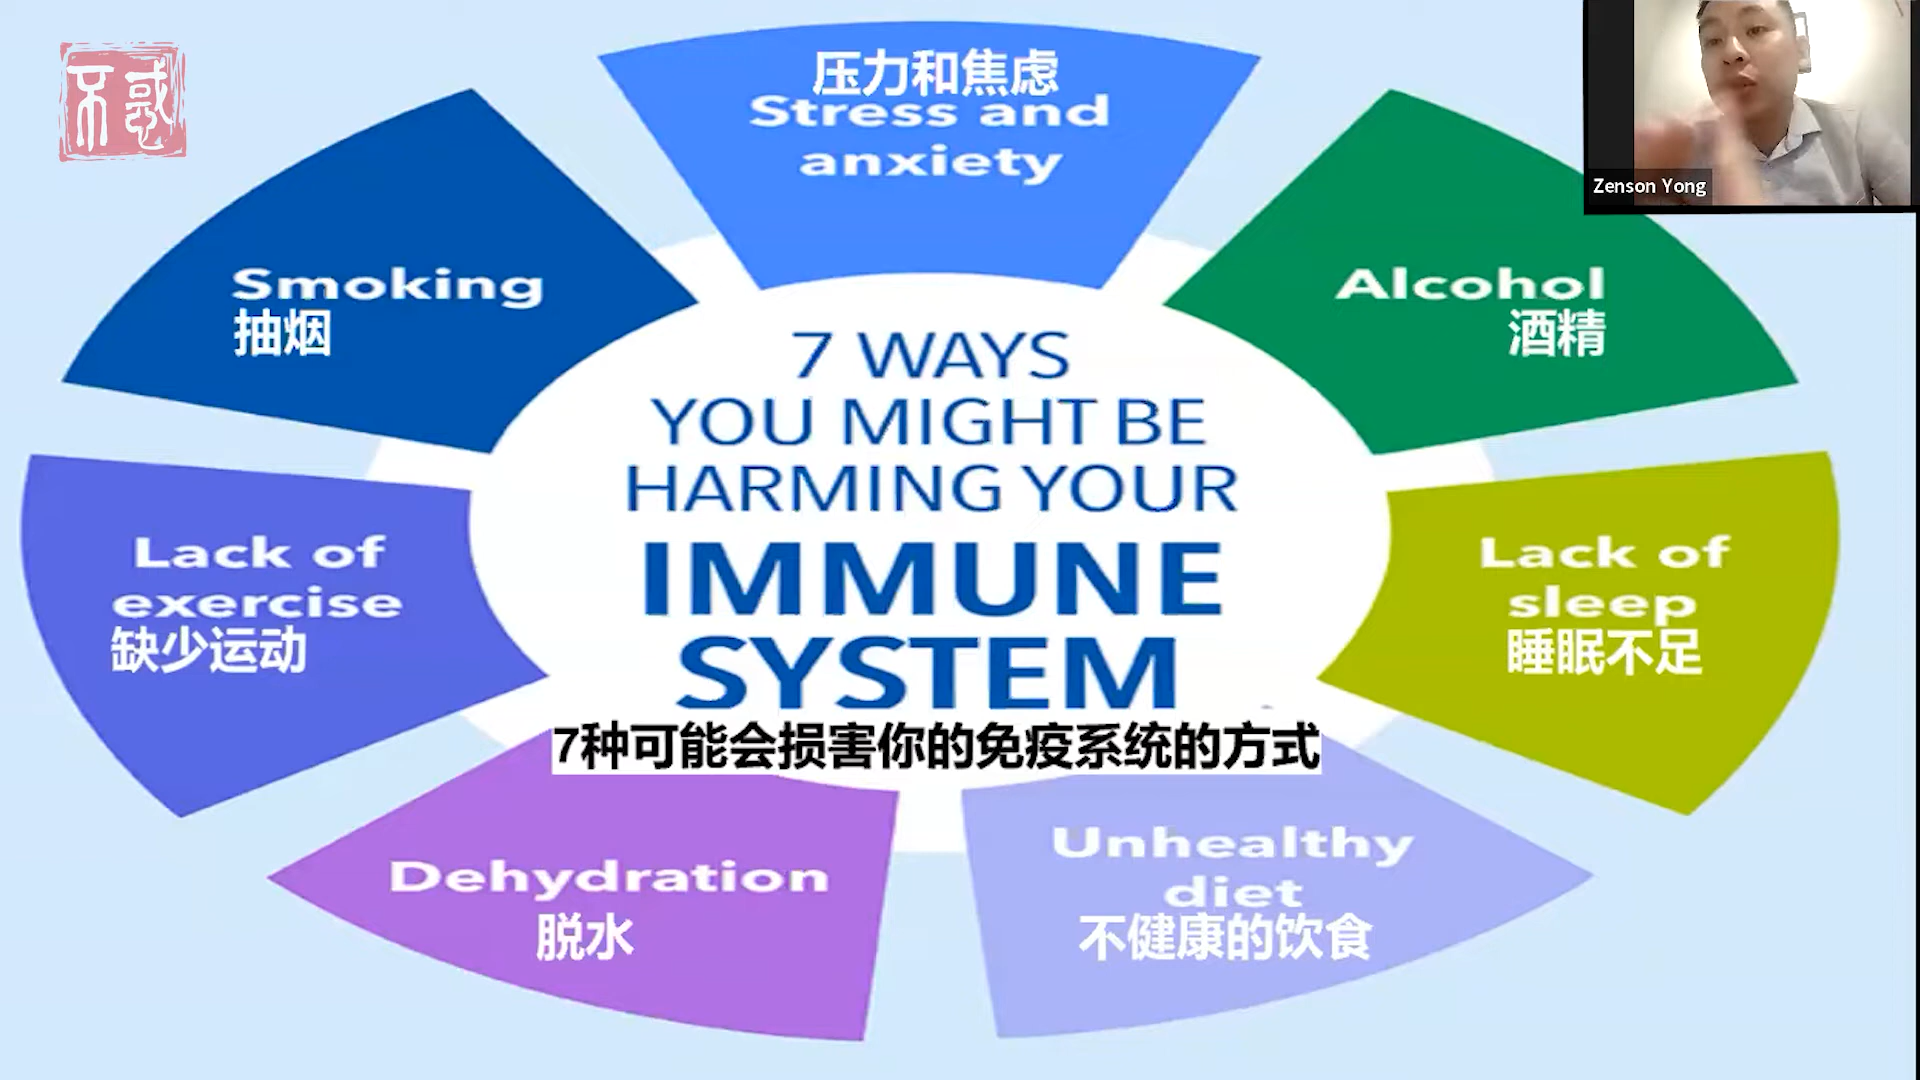 不惑
Zenson Yong
压力和焦虑
Stress and
anxiety
Smoking
抽烟
Alcohol
酒精
7 WAYS
YOU MIGHT BE
HARMING YOUR
IMMUNE
SYSTEM
7种可能会损害你的免疫系统的方式
Lack of
exercise
缺少运动
Lack of
sleep
睡眠不足
Dehydration
脱水
Unhealthy
diet
不健康的饮食